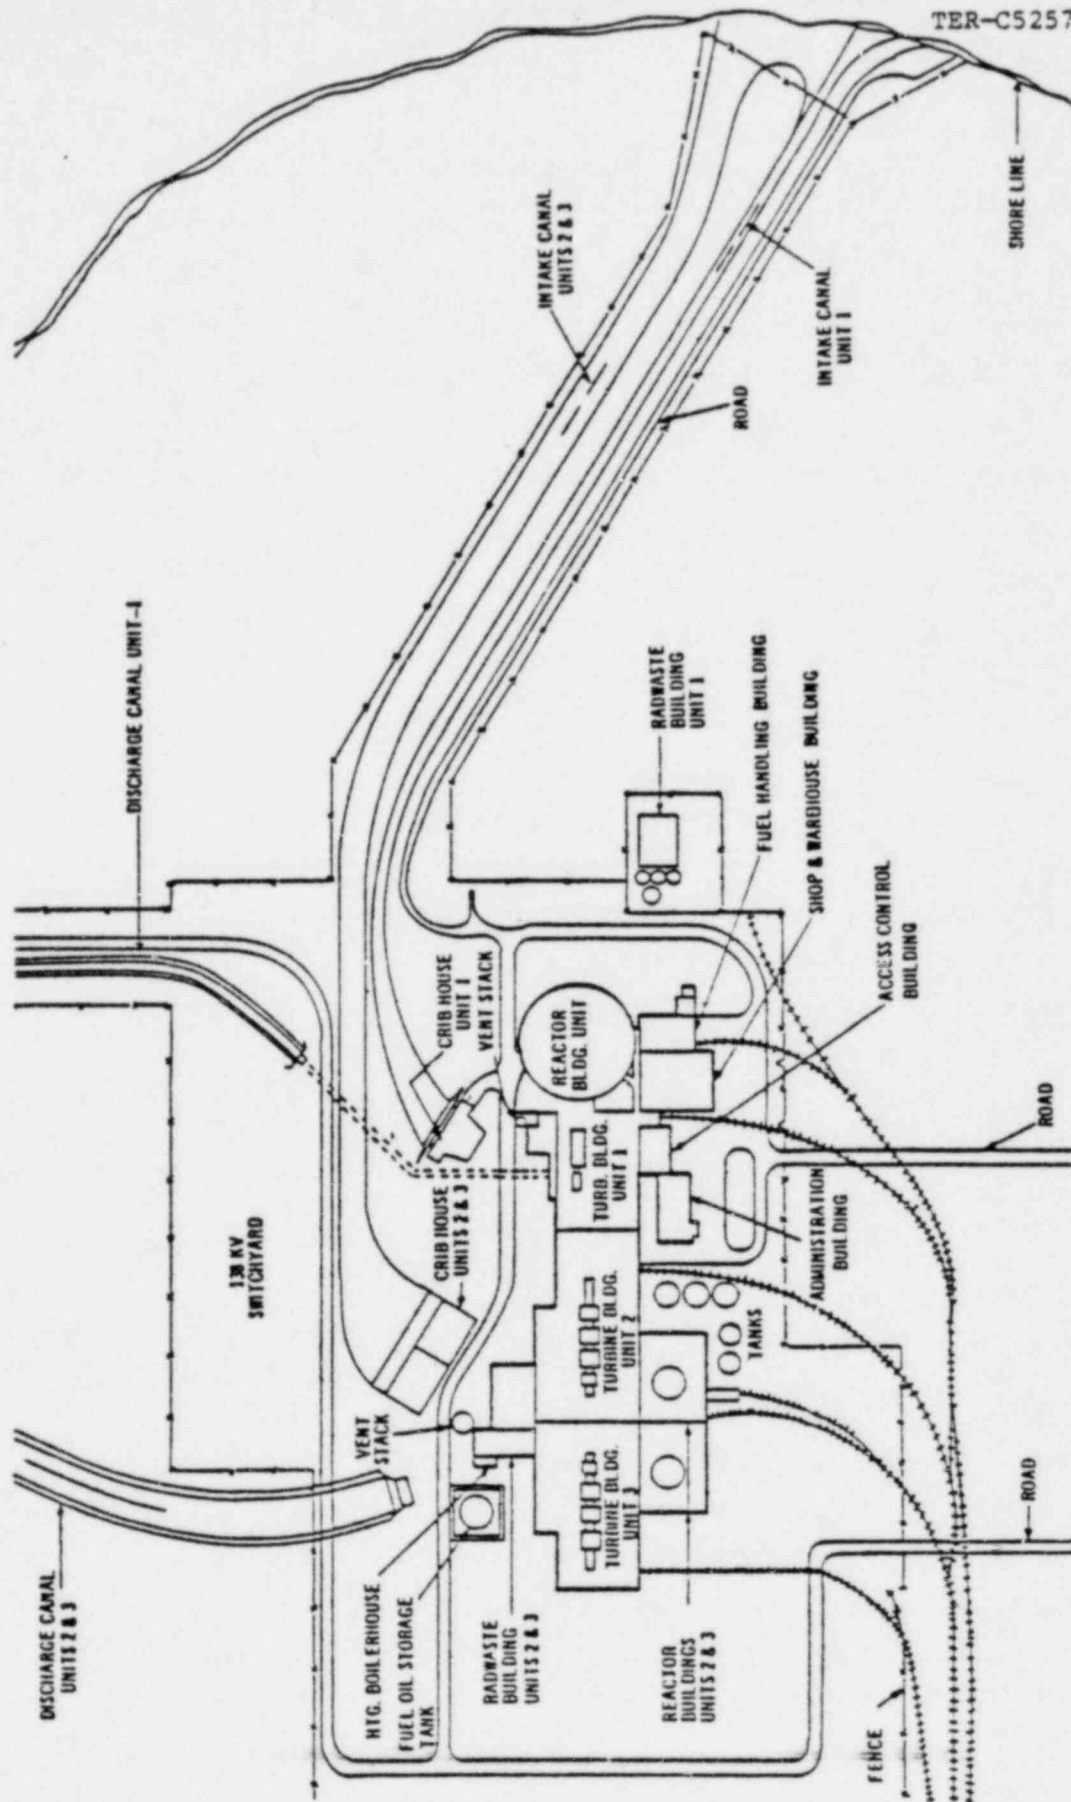 TER-C5257
SHORE LINE
INTAKE CANAL
UNITS 2 & 3
INTAKE CANAL
UNIT 1
ROAD
DISCHARGE CANAL UNIT-1
RADWASTE
BUILDING
UNIT 1
FUEL HANDLING BUILDING
SHOP & WARDIOUSE BUILDING
ACCESS CONTROL
BUILDING
CRIB HOUSE
UNIT 1
VENT STACK
REACTOR
BLDG. UNIT
TURB. BLDG.
UNIT 1
ROAD
138 KV
SWITCHYARD
CRIB HOUSE
UNITS 2 & 3
ADMINISTRATION
BUILDING
TURBINE BLDG.
UNIT 2
TANKS
VENT
STACK
TURBINE BLDG.
UNIT 3
ROAD
DISCHARGE CANAL
UNITS 2 & 3
HTG. BOILERHOUSE
FUEL OIL STORAGE
TANK
RADWASTE
BUILDING
UNITS 2 & 3
REACTOR
BUILDINGS
UNITS 2 & 3
FENCE